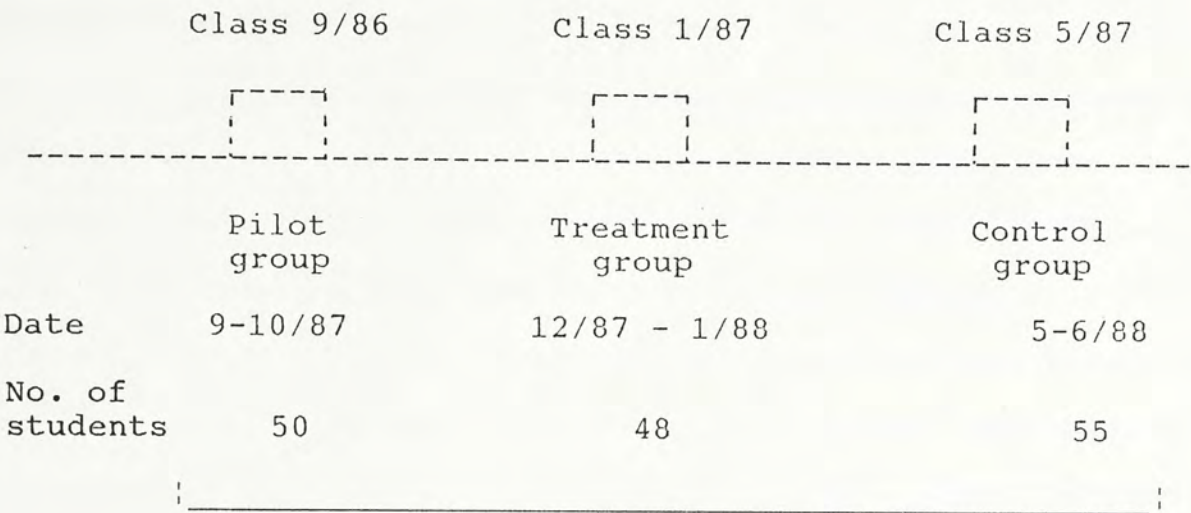 Class 9/86 Class 1/87 Class 5/87
Pilot Treatment Control
group group group
Date 9-10/87 12/87 - 1/88 5-6/88
No. of
students 50 48 55